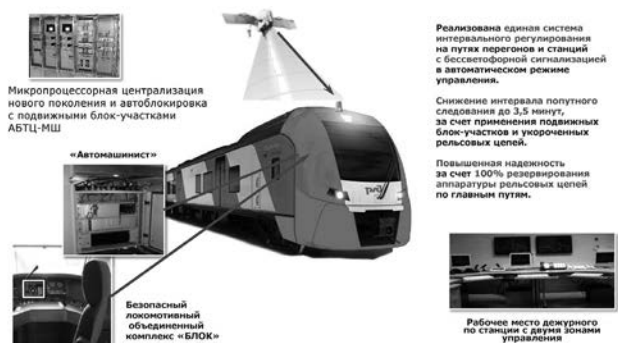 Микропроцессорная централизация
нового поколения и автоблокировка
с подвижными блок-участками
АБТЦ-МШ
«Автомашинист»
Безопасный
локомотивный
объединенный
комплекс «БЛОК»
Реализована единая система
интервального регулирования
на путях перегонов и станций
с бессветофорной сигнализацией
в автоматическом режиме
управления.
Снижение интервала попутного
следования до 3,5 минут,
за счет применения подвижных
блок-участков и укороченных
рельсовых цепей.
Повышенная надежность
за счет 100% резервирования
аппаратуры рельсовых цепей
по главным путям.
Рабочее место дежурного
по станции с двумя зонами
управления